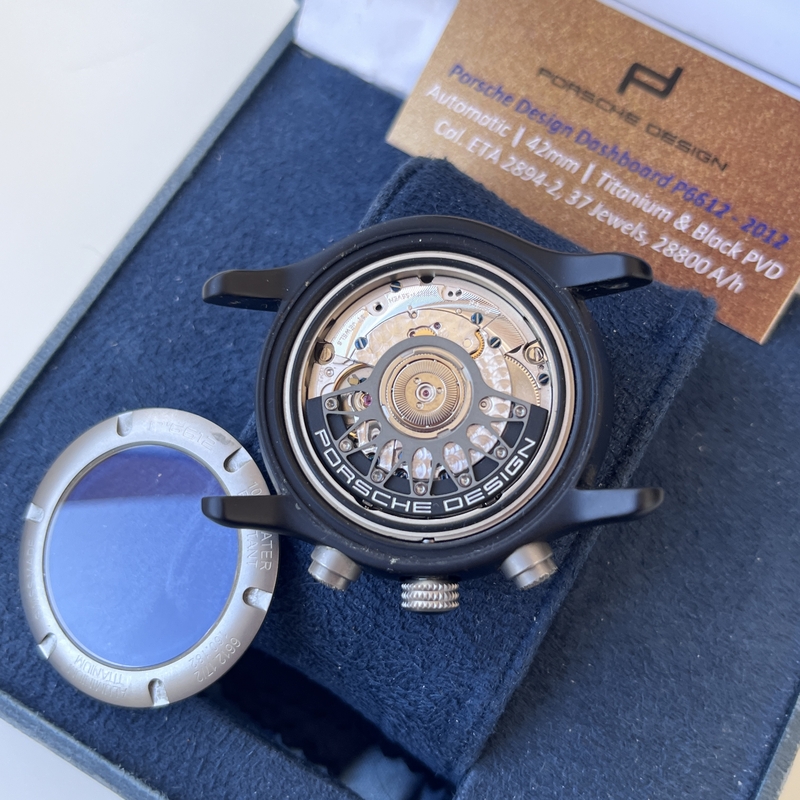 PORSCHE DESIGN
Porsche Design Dashboard P6612 - 2012
Automatic | 42mm | Titanium & Black PVD
Cal. ETA 2894-2, 37 Jewels, 28800 A/h
PORSCHE DESIGN
TITANIUM